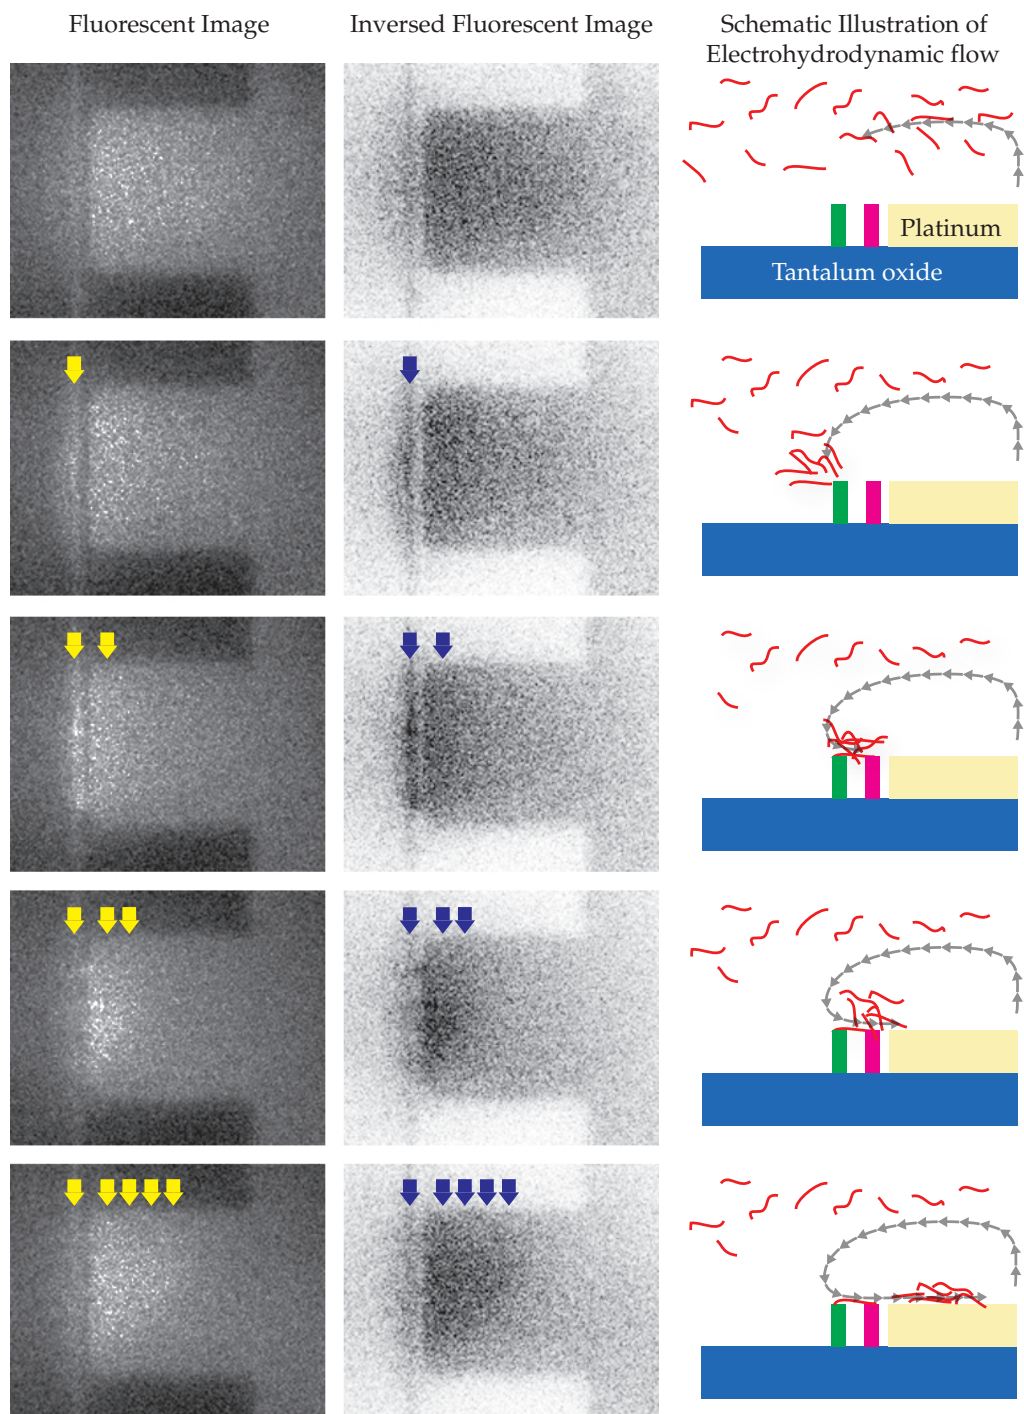 Fluorescent Image
Inversed Fluorescent Image
Schematic Illustration of
Electrohydrodynamic flow
Platinum
Tantalum oxide